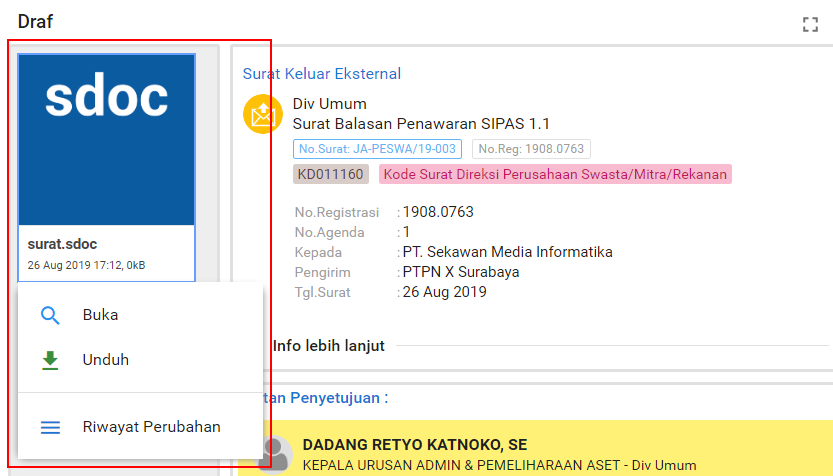 Draf
sdoc
surat.sdoc
26 Aug 2019 17:12, 0kB
Buka
Unduh
Riwayat Perubahan
Surat Keluar Eksternal
Div Umum
Surat Balasan Penawaran SIPAS 1.1
No.Surat: JA-PESWA/19-003 No.Reg: 1908.0763
KD011160 Kode Surat Direksi Perusahaan Swasta/Mitra/Rekanan
No.Registrasi : 1908.0763
No.Agenda : 1
Kepada : PT. Sekawan Media Informatika
Pengirim : PTPN X Surabaya
Tgl.Surat : 26 Aug 2019
Info lebih lanjut
tan Penyetujuan :
DADANG RETYO KATNOKO, SE
KEPALA URUSAN ADMIN & PEMELIHARAAN ASET - Div Umum